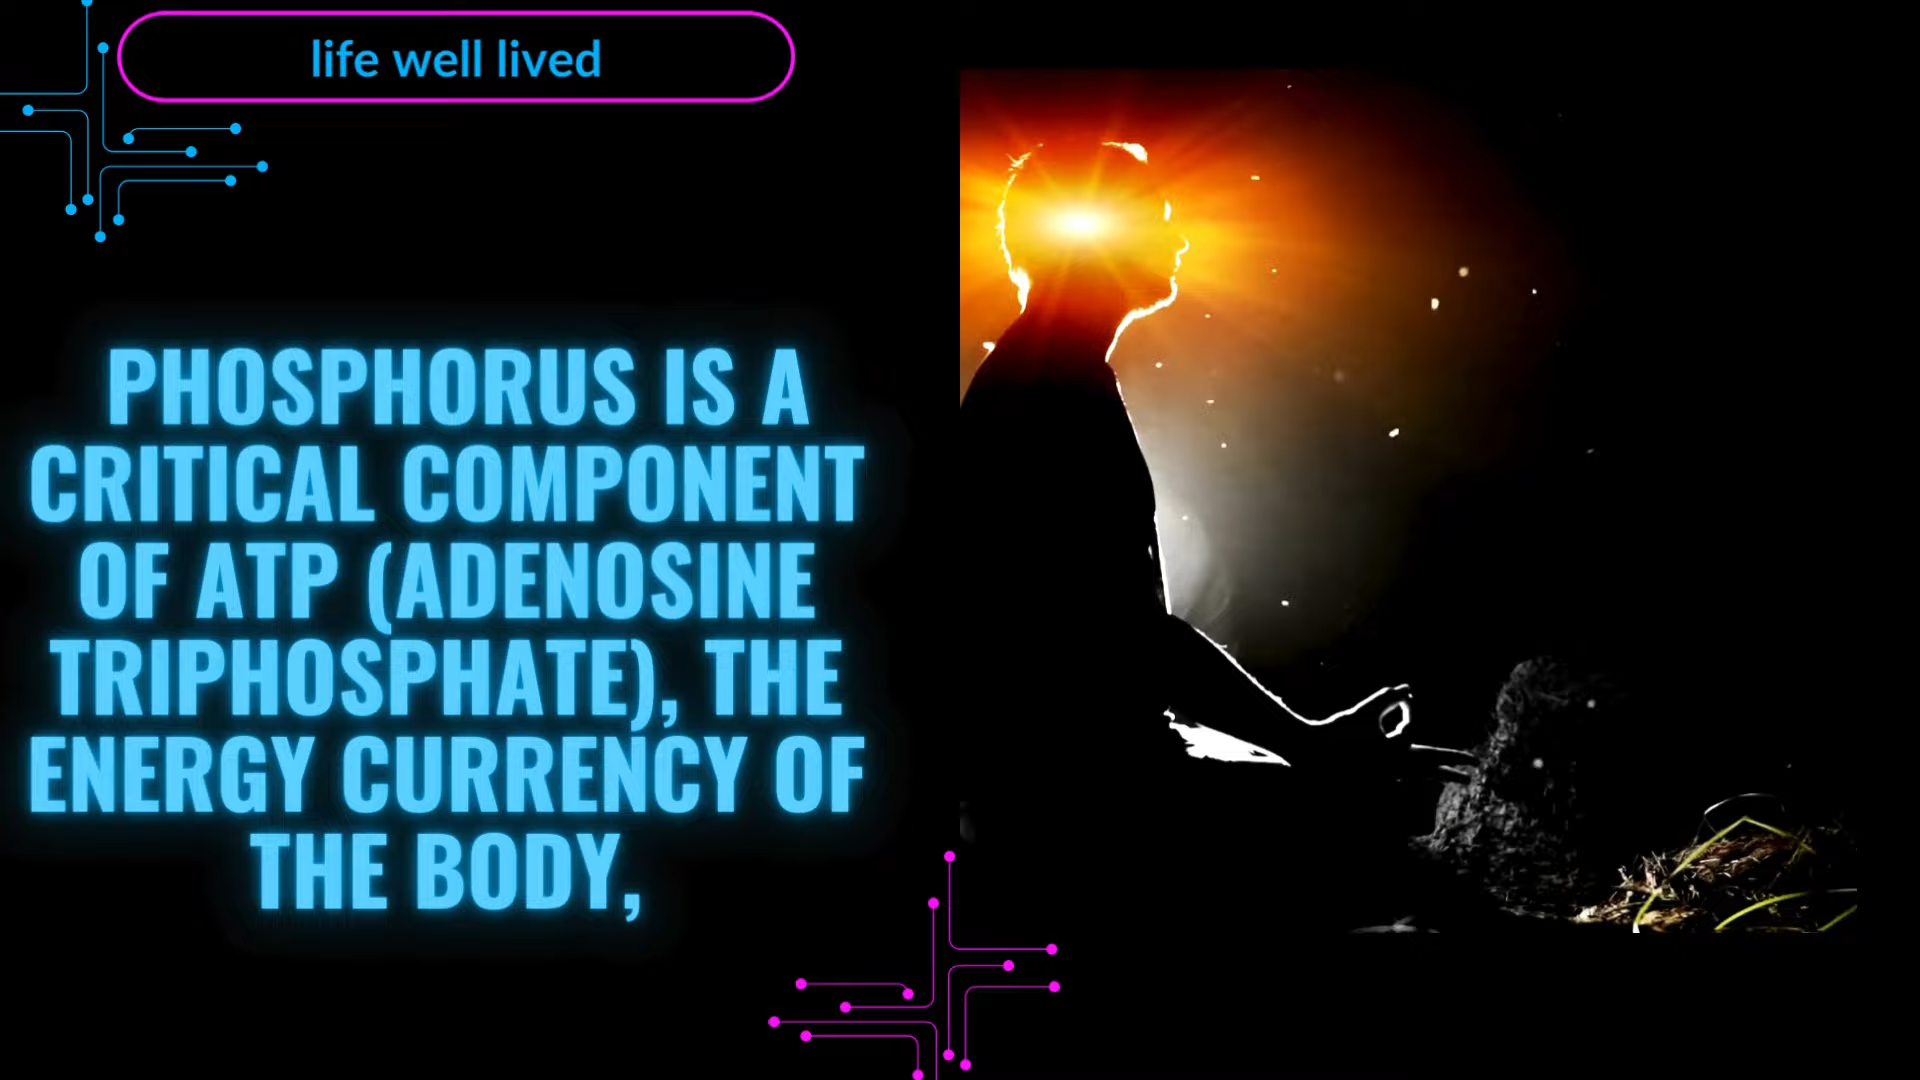 life well lived
PHOSPHORUS IS A
CRITICAL COMPONENT
OF ATP (ADENOSINE
TRIPHOSPHATE), THE
ENERGY CURRENCY OF
THE BODY,